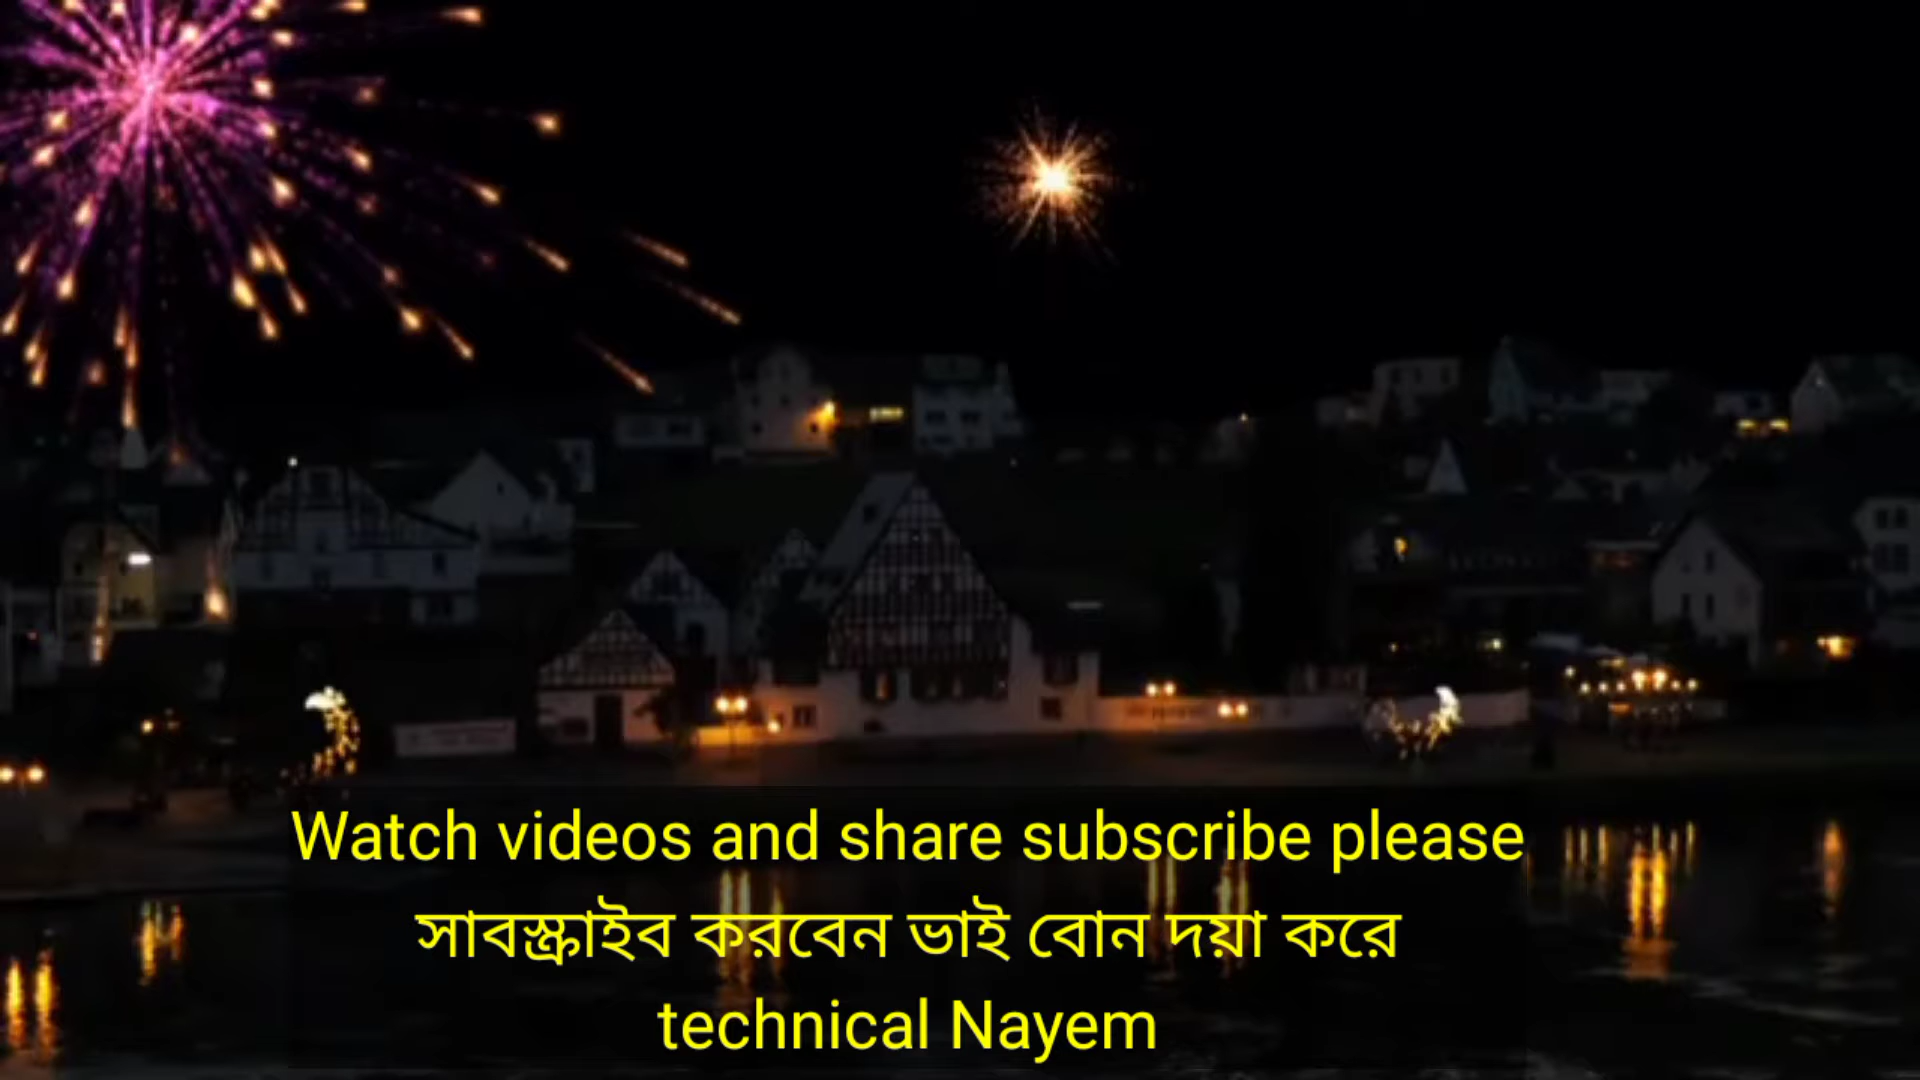 Watch videos and share subscribe please
সাবস্ক্রাইব করবেন ভাই বোন দয়া করে
technical Nayem